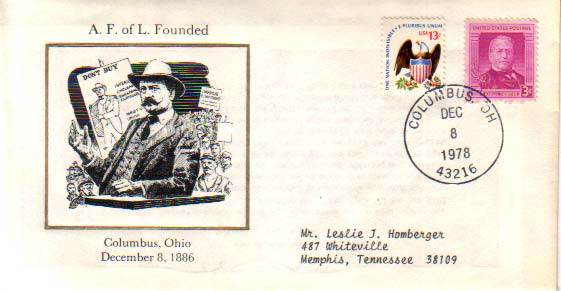 A. F. of L. Founded
DON'T BUY
Columbus, Ohio
December 8, 1886
ONE NATION INDIVISIBLE • E PLURIBUS UNUM
USA 13c
UNITED STATES POSTAGE
3¢
COLUMBUS, OH
DEC
8
1978
43216
Mr. Leslie J. Homberger
487 Whiteville
Memphis, Tennessee 38109